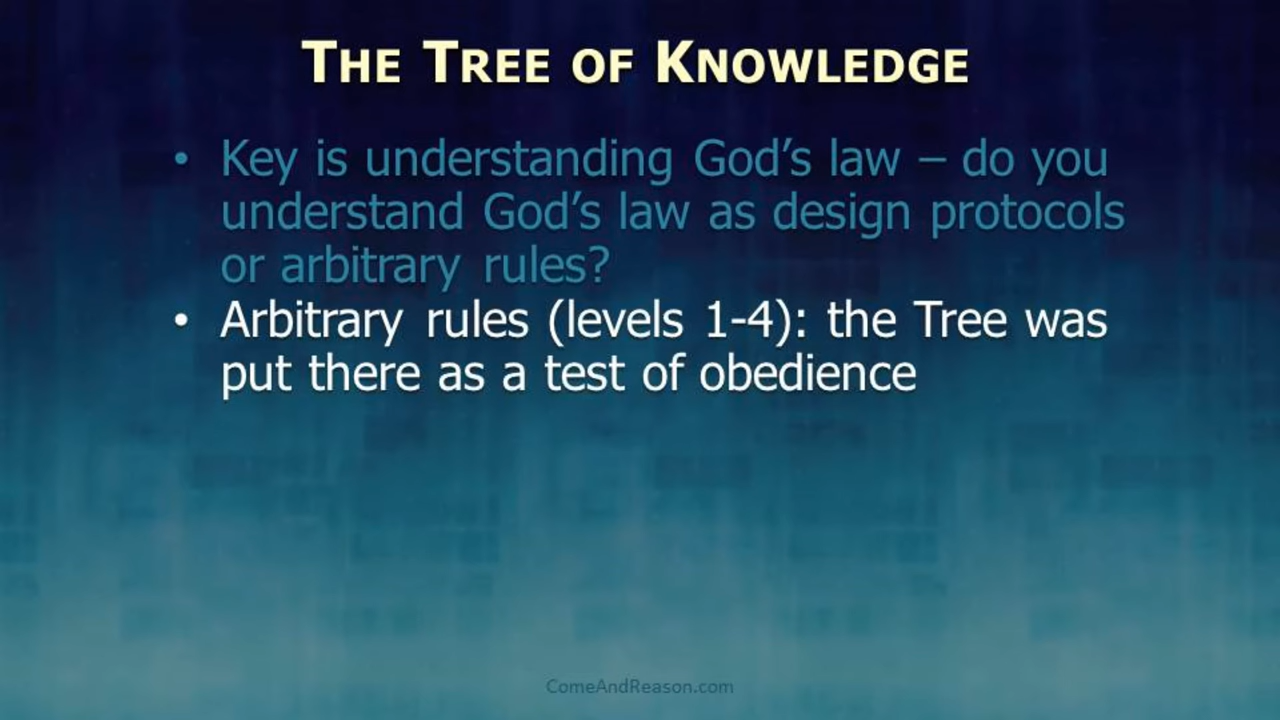 THE TREE OF KNOWLEDGE
• Key is understanding God’s law – do you
understand God’s law as design protocols
or arbitrary rules?
• Arbitrary rules (levels 1-4): the Tree was
put there as a test of obedience
ComeAndReason.com